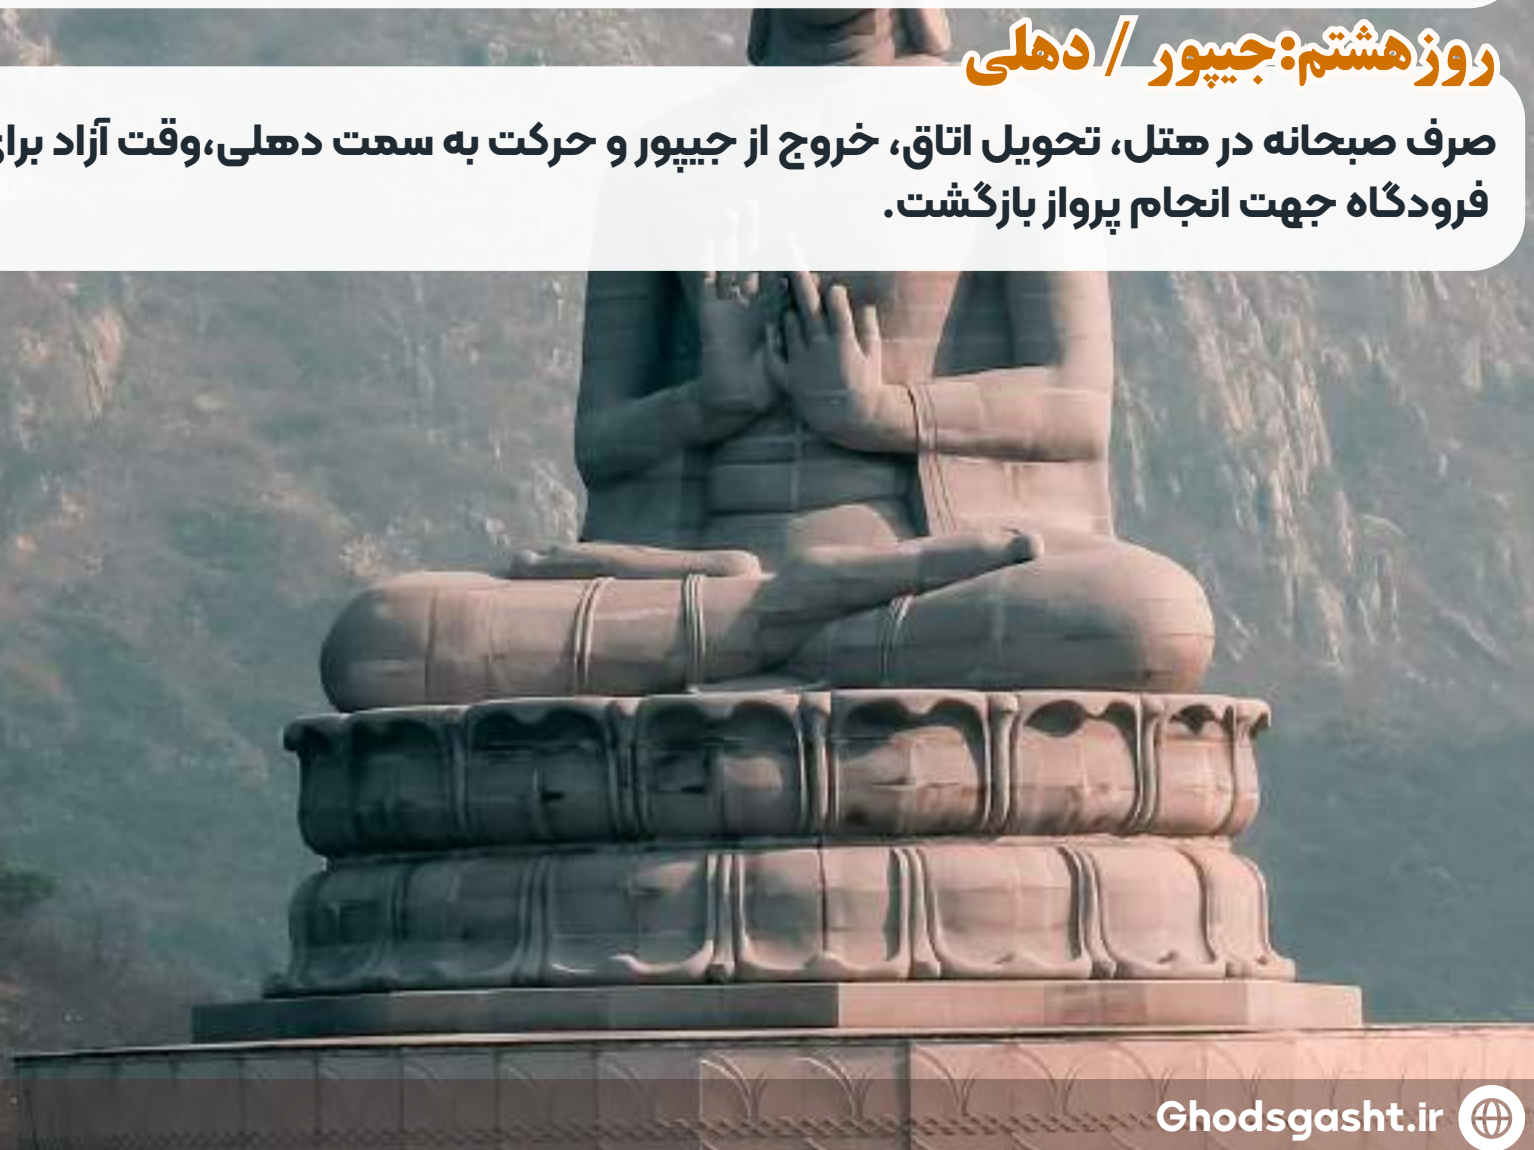 روز هشتم:جیپور / دهلی
صرف صبحانه در هتل، تحویل اتاق، خروج از جیپور و حرکت به سمت دهلی،وقت آزاد
فرودگاه جهت انجام پرواز بازگشت.
Ghodsgasht.ir